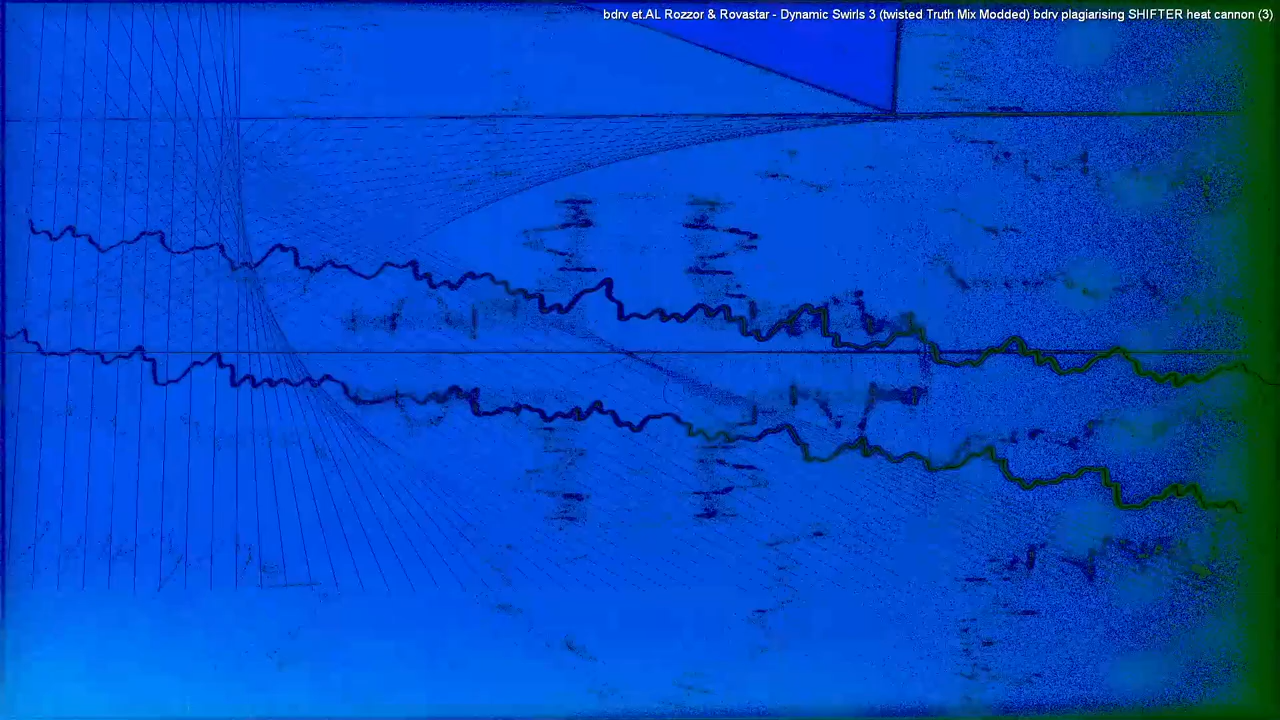 bdrv et.AL Rozzor & Rovastar - Dynamic Swirls 3 (twisted Truth Mix Modded) bdrv plagiarising SHIFTER heat cannon (3)